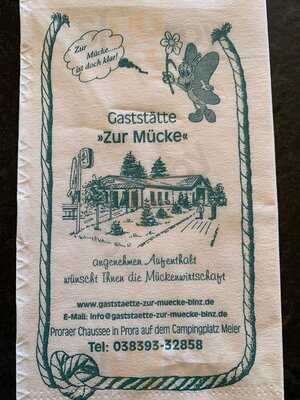 Zur
Mücke....
ist doch klar!
Gaststätte
»Zur Mücke«
angenehmen Aufenthalt
wünscht Ihnen die Mückenwirtschaft
www.gaststaette-zur-muecke-binz.de
E-Mail: info@gaststaette-zur-muecke-binz.de
Proraer Chaussee in Prora auf dem Campingplatz Meier
Tel: 038393-32858